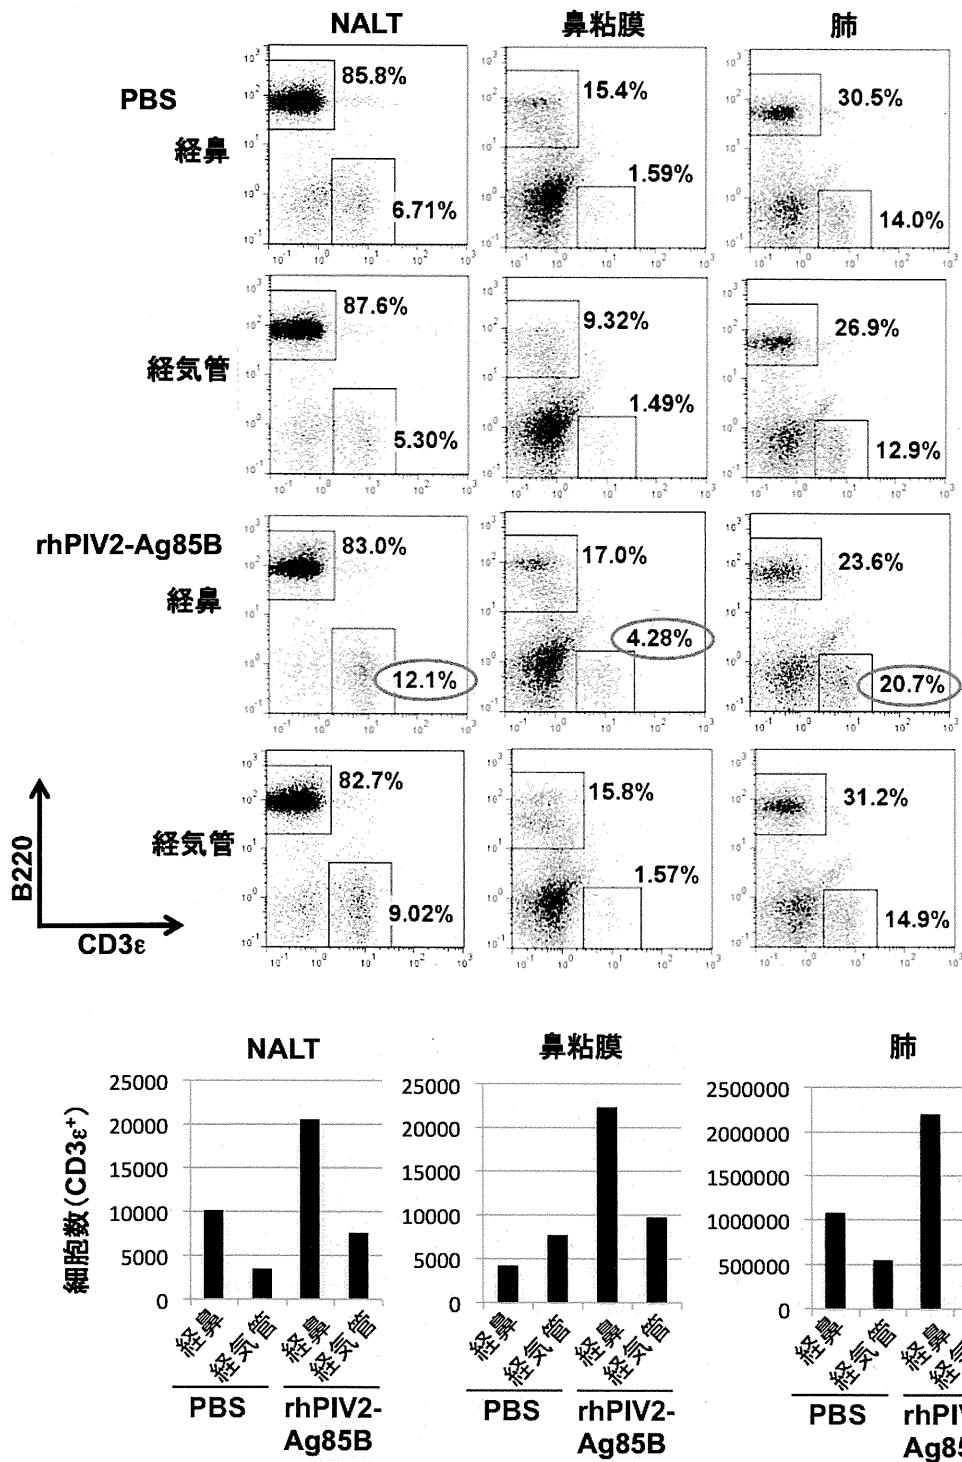 NALT 鼻粘膜 肺
PBS
経鼻
85.8%
6.71%
15.4%
1.59%
30.5%
14.0%
経気管
87.6%
5.30%
9.32%
1.49%
26.9%
12.9%
rhPIV2-Ag85B
経鼻
83.0%
12.1%
17.0%
4.28%
23.6%
20.7%
経気管
82.7%
9.02%
15.8%
1.57%
31.2%
14.9%
B220
CD3ε
NALT 鼻粘膜 肺
細胞数(CD3ε⁺)
25000
20000
15000
10000
5000
0
経鼻 経気管 経鼻 経気管
PBS rhPIV2-
Ag85B
25000
20000
15000
10000
5000
0
経鼻 経気管 経鼻 経気管
PBS rhPIV2-
Ag85B
2500000
2000000
1500000
1000000
500000
0
経鼻 経気管 経鼻
PBS rhPIV
Ag85